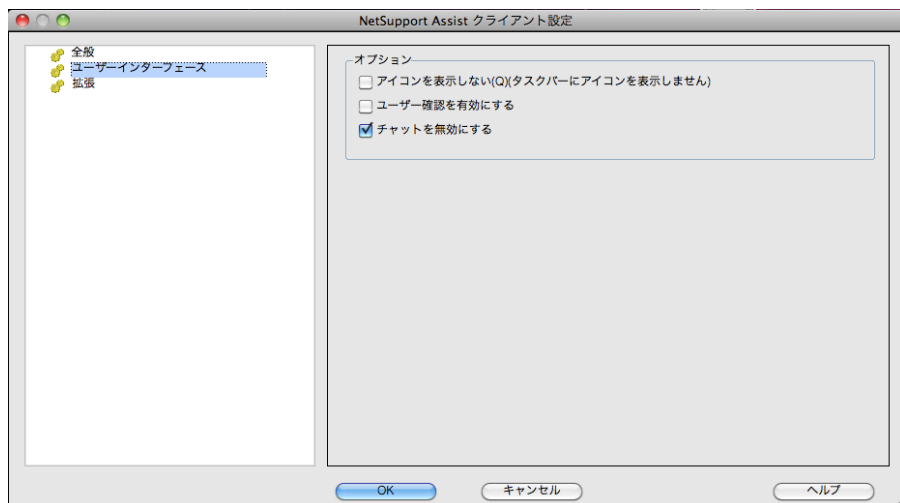 NetSupport Assist クライアント設定
全般
ユーザーインターフェース
拡張
オプション
アイコンを表示しない(Q)(タスクバーにアイコンを表示しません)
ユーザー確認を有効にする
チャットを無効にする
OK
キャンセル
ヘルプ